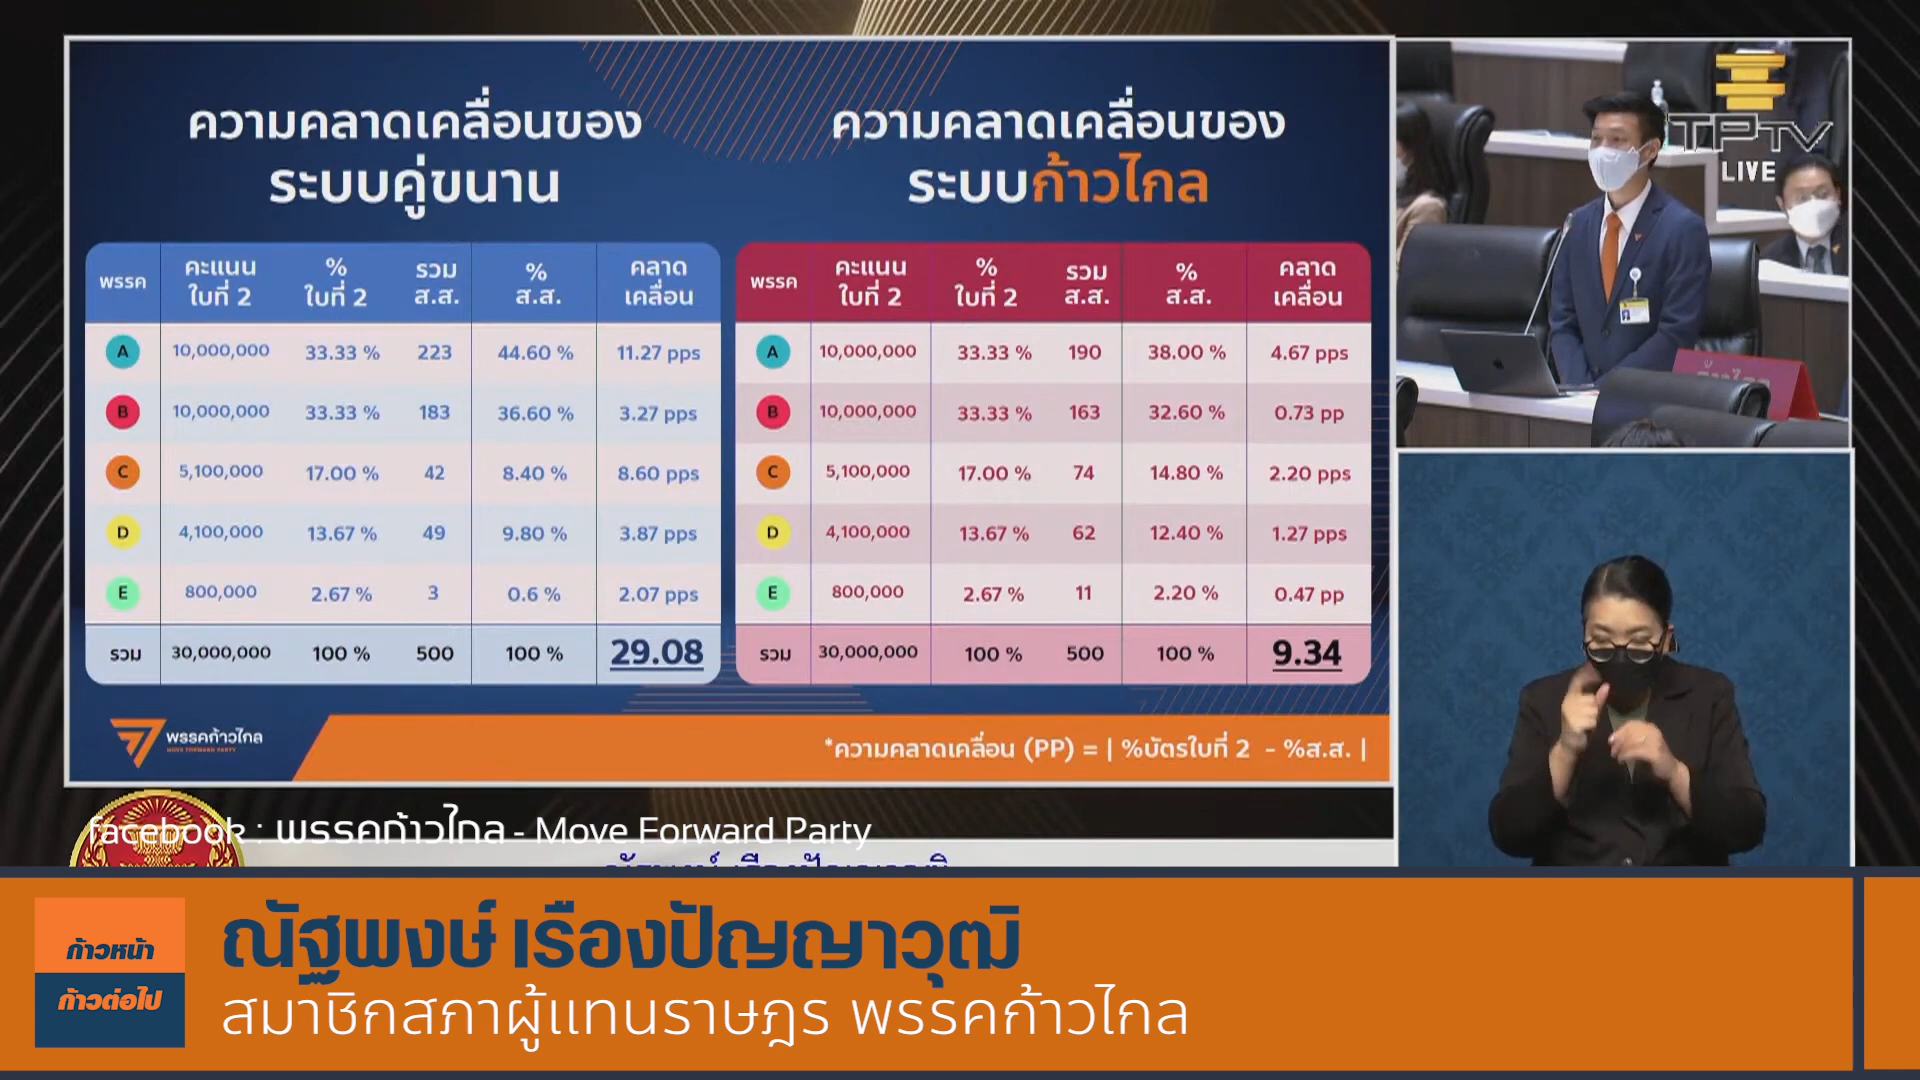 ความคลาดเคลื่อนของ
ระบบคู่ขนาน
พรรค คะแนน ใบที่ 2 % ใบที่ 2 รวม ส.ส. % ส.ส. คลาด เคลื่อน
A 10,000,000 33.33 % 223 44.60 % 11.27 pps
B 10,000,000 33.33 % 183 36.60 % 3.27 pps
C 5,100,000 17.00 % 42 8.40 % 8.60 pps
D 4,100,000 13.67 % 49 9.80 % 3.87 pps
E 800,000 2.67 % 3 0.6 % 2.07 pps
รวม 30,000,000 100 % 500 100 % 29.08
ความคลาดเคลื่อนของ
ระบบก้าวไกล
พรรค คะแนน ใบที่ 2 % ใบที่ 2 รวม ส.ส. % ส.ส. คลาด เคลื่อน
A 10,000,000 33.33 % 190 38.00 % 4.67 pps
B 10,000,000 33.33 % 163 32.60 % 0.73 pp
C 5,100,000 17.00 % 74 14.80 % 2.20 pps
D 4,100,000 13.67 % 62 12.40 % 1.27 pps
E 800,000 2.67 % 11 2.20 % 0.47 pp
รวม 30,000,000 100 % 500 100 % 9.34
พรรคก้าวไกล
MOVE FORWARD PARTY
*ความคลาดเคลื่อน (PP) = | %บัตรใบที่ 2 - %ส.ส. |
TPTV
LIVE
facebook : พรรคก้าวไกล - Move Forward Party
ก้าวหน้า
ก้าวต่อไป
ณัฐพงษ์ เรืองปัญญาวุฒิ
สมาชิกสภาผู้แทนราษฎร พรรคก้าวไกล